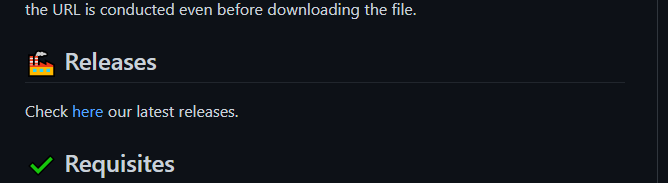 the URL is conducted even before downloading the file.
Releases
Check here our latest releases.
Requisites